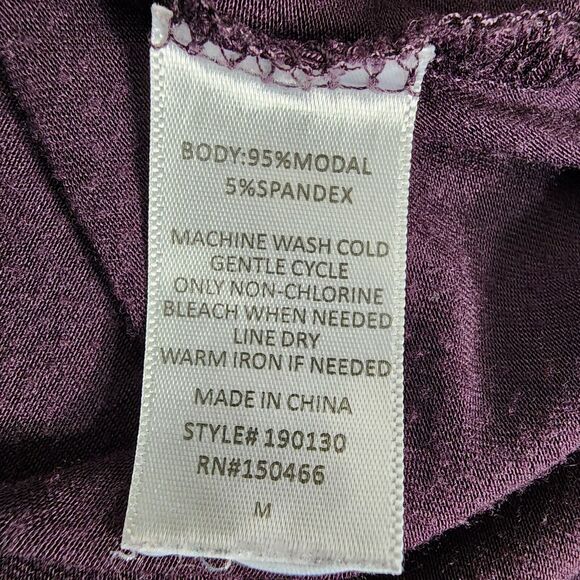 BODY:95%MODAL
5%SPANDEX
MACHINE WASH COLD
GENTLE CYCLE
ONLY NON-CHLORINE
BLEACH WHEN NEEDED
LINE DRY
WARM IRON IF NEEDED
MADE IN CHINA
STYLE# 190130
RN#150466
M